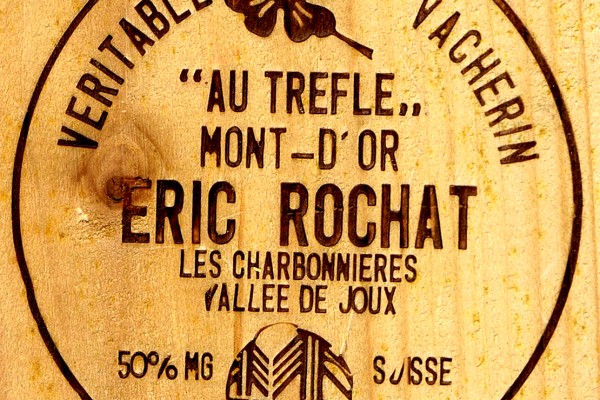 VERITABLE VACHERIN
“AU TREFLE„
MONT-D'OR
ERIC ROCHAT
LES CHARBONNIERES
VALLEE DE JOUX
50% MG SUISSE